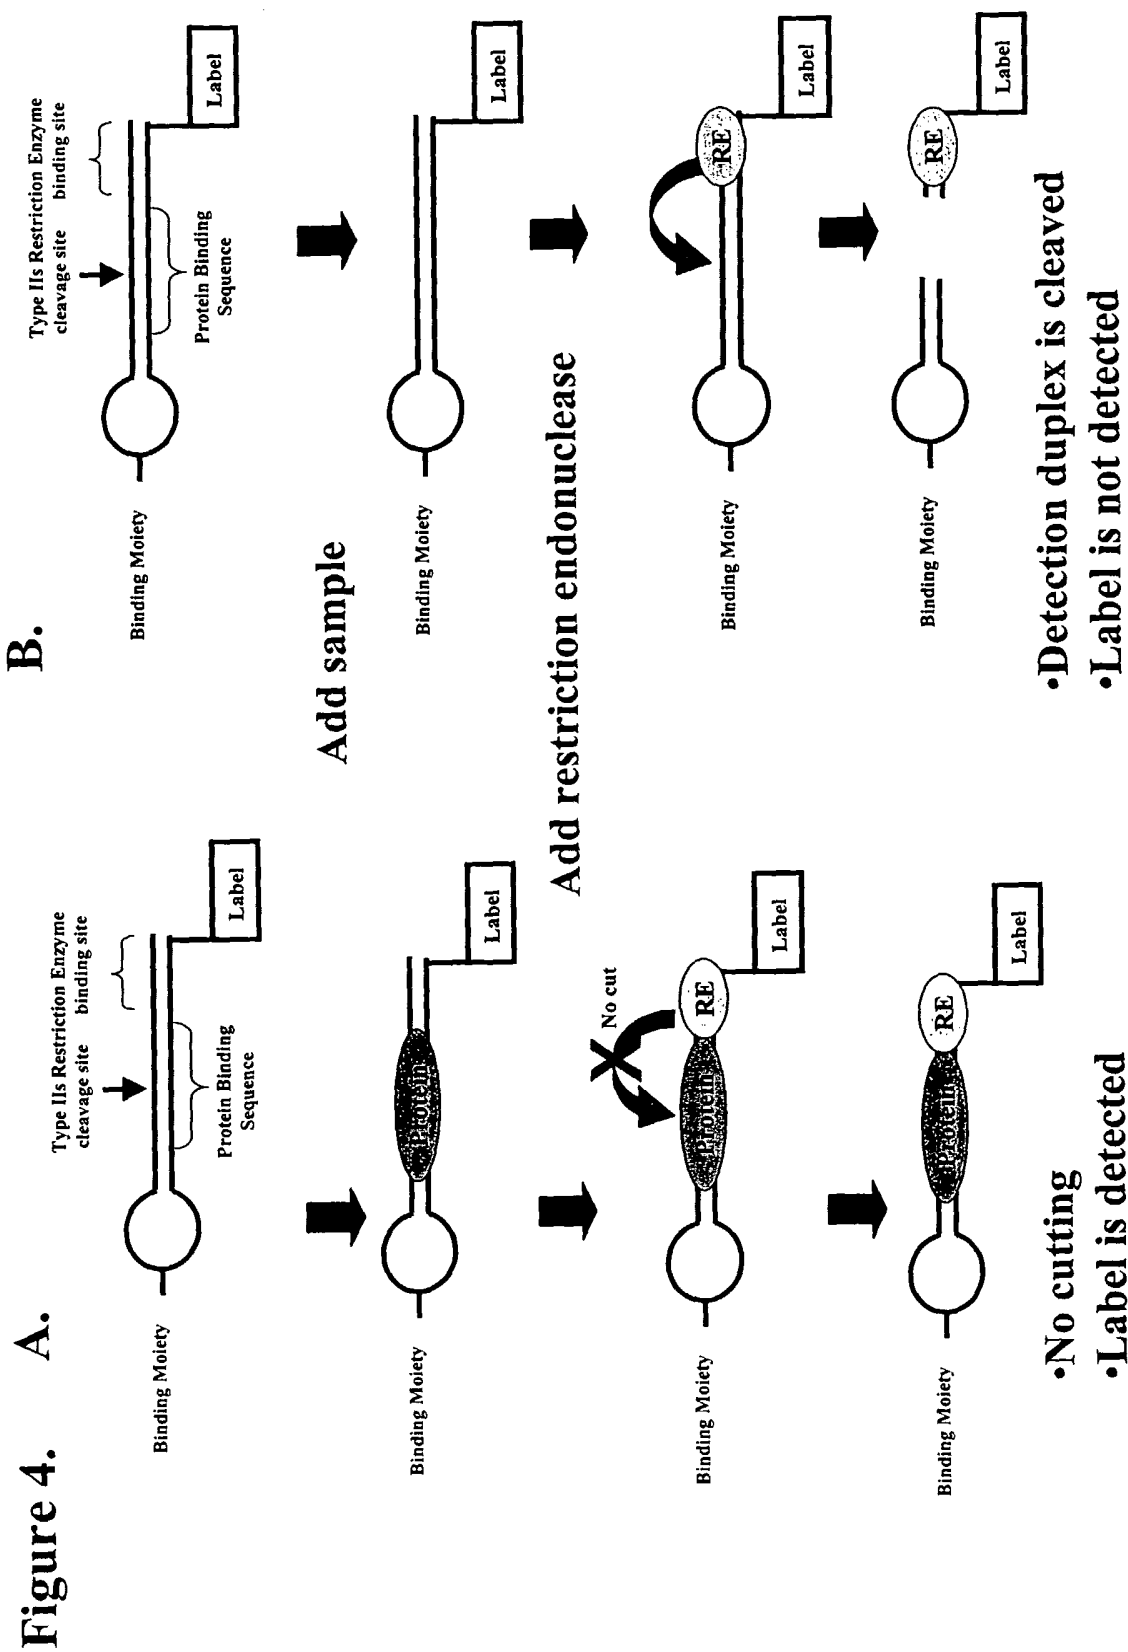 Figure 4.
A.
Type IIs Restriction Enzyme
cleavage site binding site
Protein Binding
Sequence
Binding Moiety
Label
B.
Type IIs Restriction Enzyme
cleavage site binding site
Protein Binding
Sequence
Binding Moiety
Label
Add sample
Binding Moiety
Protein
Label
Binding Moiety
Label
Add restriction endonuclease
Binding Moiety
Protein
RE
No cut
Label
Binding Moiety
RE
Label
Binding Moiety
Protein
RE
Label
Binding Moiety
RE
Label
•No cutting
•Label is detected
•Detection duplex is cleaved
•Label is not detected